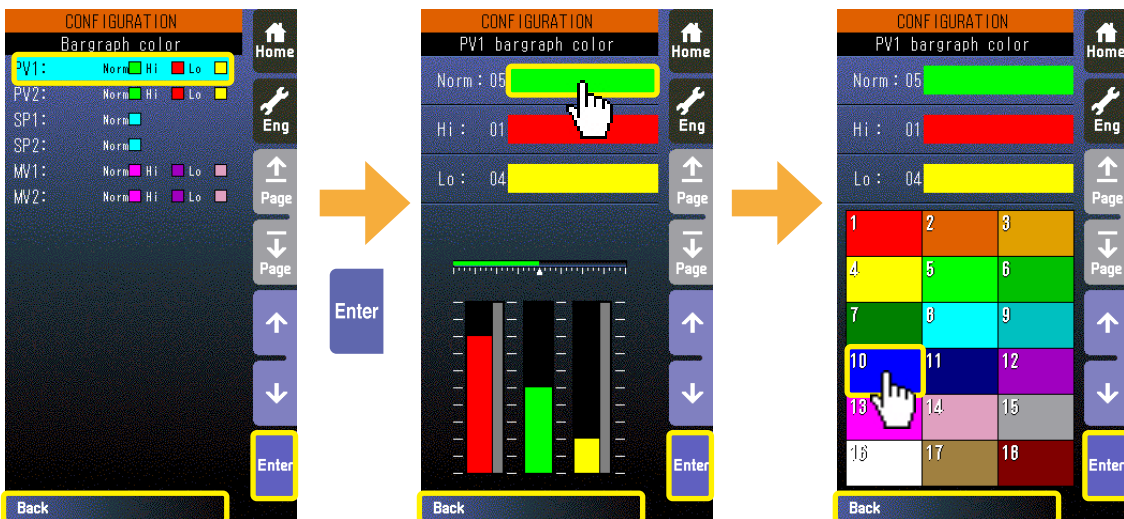 CONFIGURATION
Bargraph color
PV1: Norm Hi Lo
PV2: Norm Hi Lo
SP1: Norm
SP2: Norm
MV1: Norm Hi Lo
MV2: Norm Hi Lo
Back
Home
Eng
Page
Page
Enter
Enter
CONFIGURATION
PV1 bargraph color
Norm: 05
Hi: 01
Lo: 04
Back
Home
Eng
Page
Page
Enter
CONFIGURATION
PV1 bargraph color
Norm: 05
Hi: 01
Lo: 04
1 2 3
4 5 6
7 8 9
10 11 12
13 14 15
16 17 18
Back
Home
Eng
Page
Page
Enter